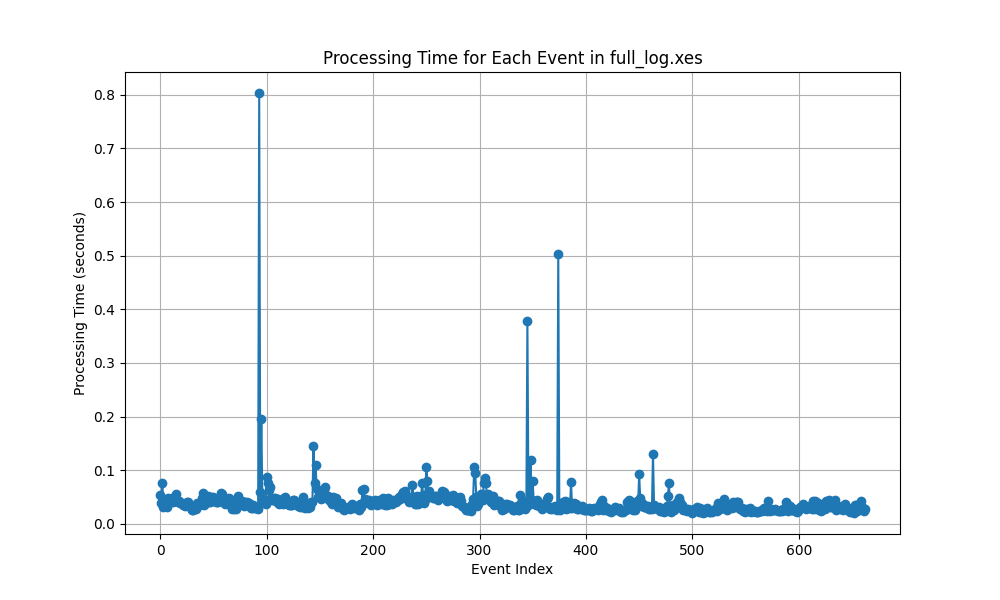 Processing Time for Each Event in full_log.xes
Processing Time (seconds)
0.8
0.7
0.6
0.5
0.4
0.3
0.2
0.1
0.0
0 100 200 300 400 500 600
Event Index